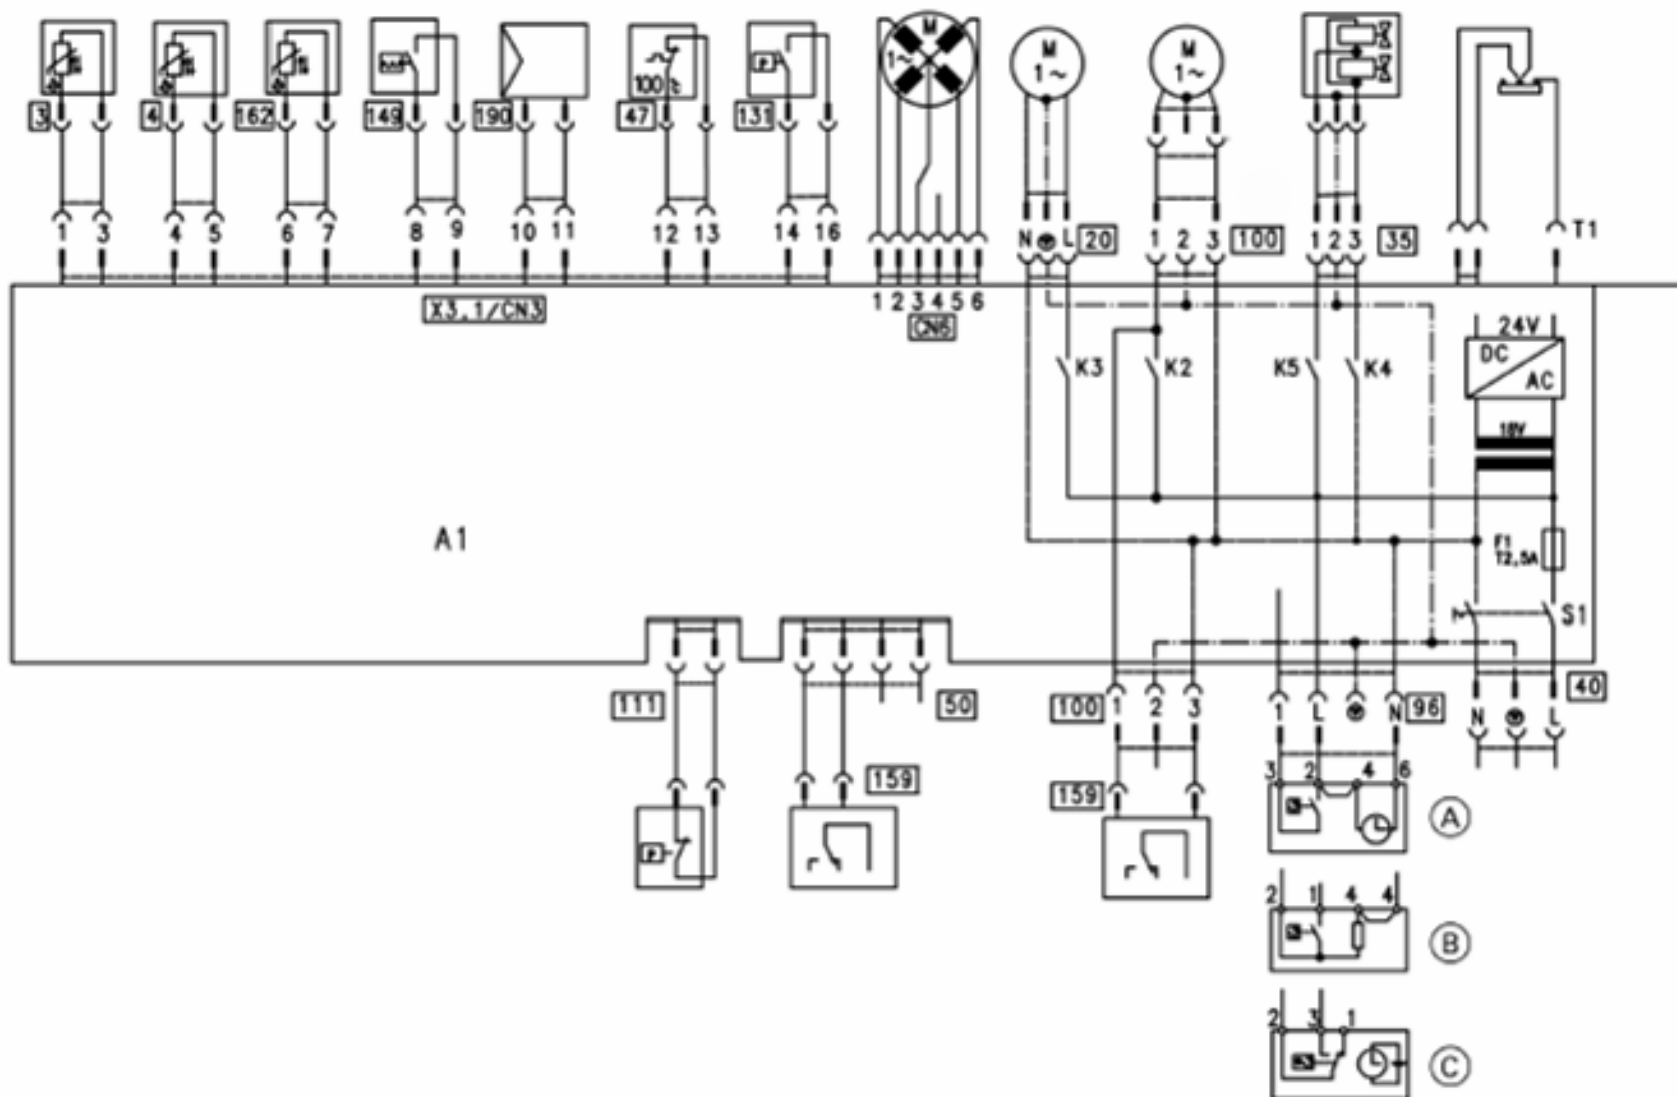 M
1~
M
1~
M
1~
100 t
P
P
3
4
162
149
190
47
131
1 3 4 5 6 7 8 9 10 11 12 13 14 16
N L 20
1 2 3 100
1 2 3 35
T1
X3.1/CN3
1 2 3 4 5 6
CN6
K3
K2
K5
K4
24V
DC
AC
18V
A1
F1
T2,5A
S1
111
50
100 1 2 3
1 L N 96
N L
40
159
159
3 2 4 6
P
A
2 1 4 4
B
2 3 1
C